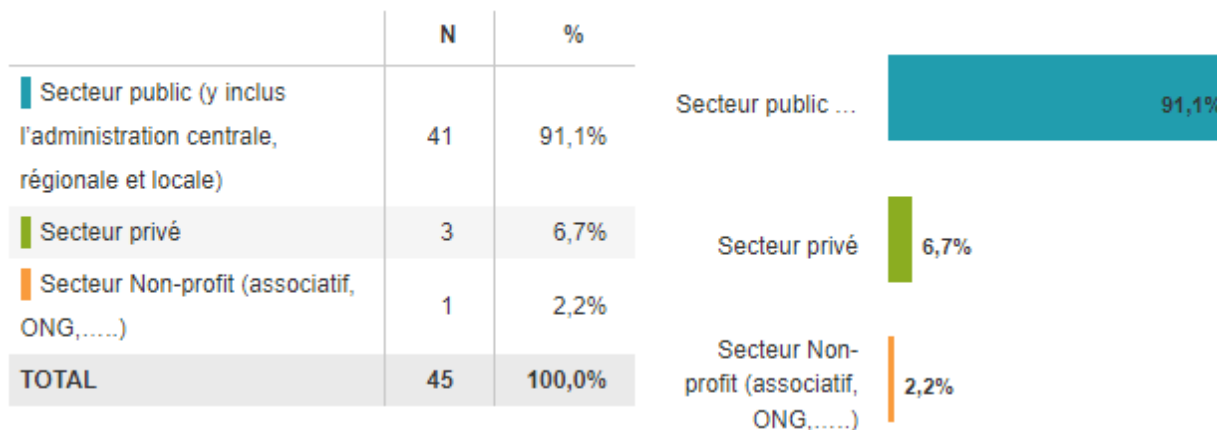 N %
Secteur public (y inclus
l'administration centrale,
régionale et locale)
41 91,1%
Secteur privé 3 6,7%
Secteur Non-profit (associatif,
ONG,.....)
1 2,2%
TOTAL 45 100,0%
Secteur public ... 91,1%
Secteur privé 6,7%
Secteur Non-
profit (associatif,
ONG,.....)
2,2%